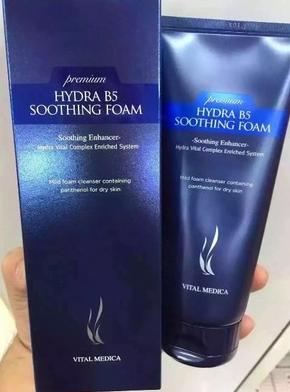 premium
HYDRA B5
SOOTHING FOAM
-Soothing Enhancer-
Hydra Vital Complex Enriched System
Mild foam cleanser containing
panthenol for dry skin
VITAL MEDICA
premium
HYDRA B5
SOOTHING FOAM
-Soothing Enhancer-
Hydra Vital Complex Enriched System
Mild foam cleanser containing
panthenol for dry skin
VITAL MEDICA